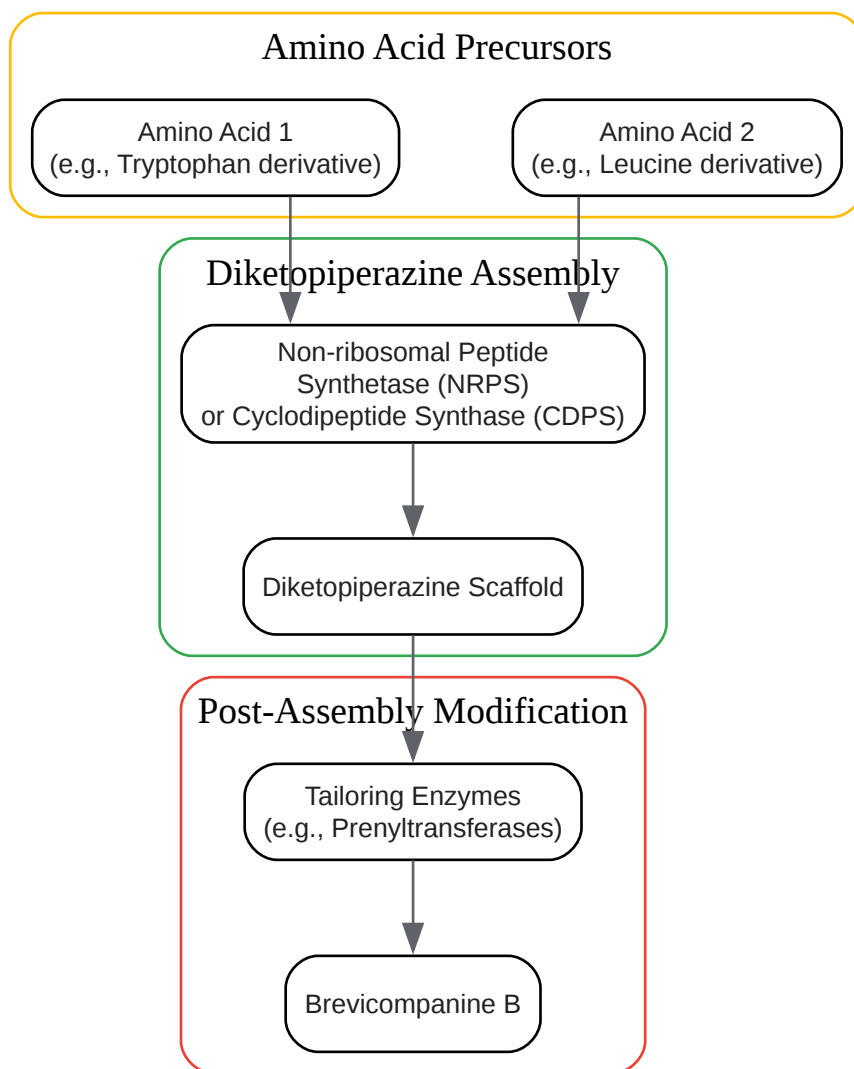 Amino Acid Precursors
Amino Acid 1
(e.g., Tryptophan derivative)
Amino Acid 2
(e.g., Leucine derivative)
Diketopiperazine Assembly
Non-ribosomal Peptide
Synthetase (NRPS)
or Cyclodipeptide Synthase (CDPS)
Diketopiperazine Scaffold
Post-Assembly Modification
Tailoring Enzymes
(e.g., Prenyltransferases)
Brevicompanine B